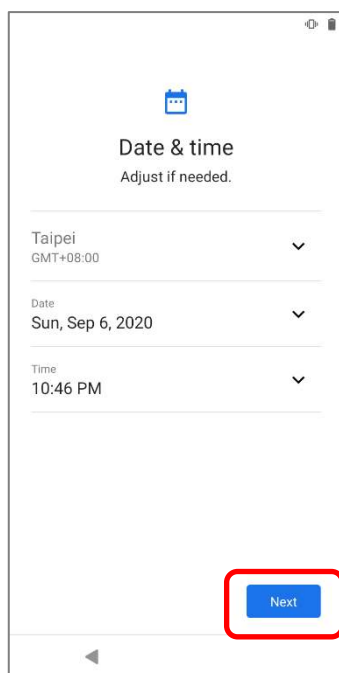 Date & time
Adjust if needed.
Taipei
GMT+08:00
Date
Sun, Sep 6, 2020
Time
10:46 PM
Next